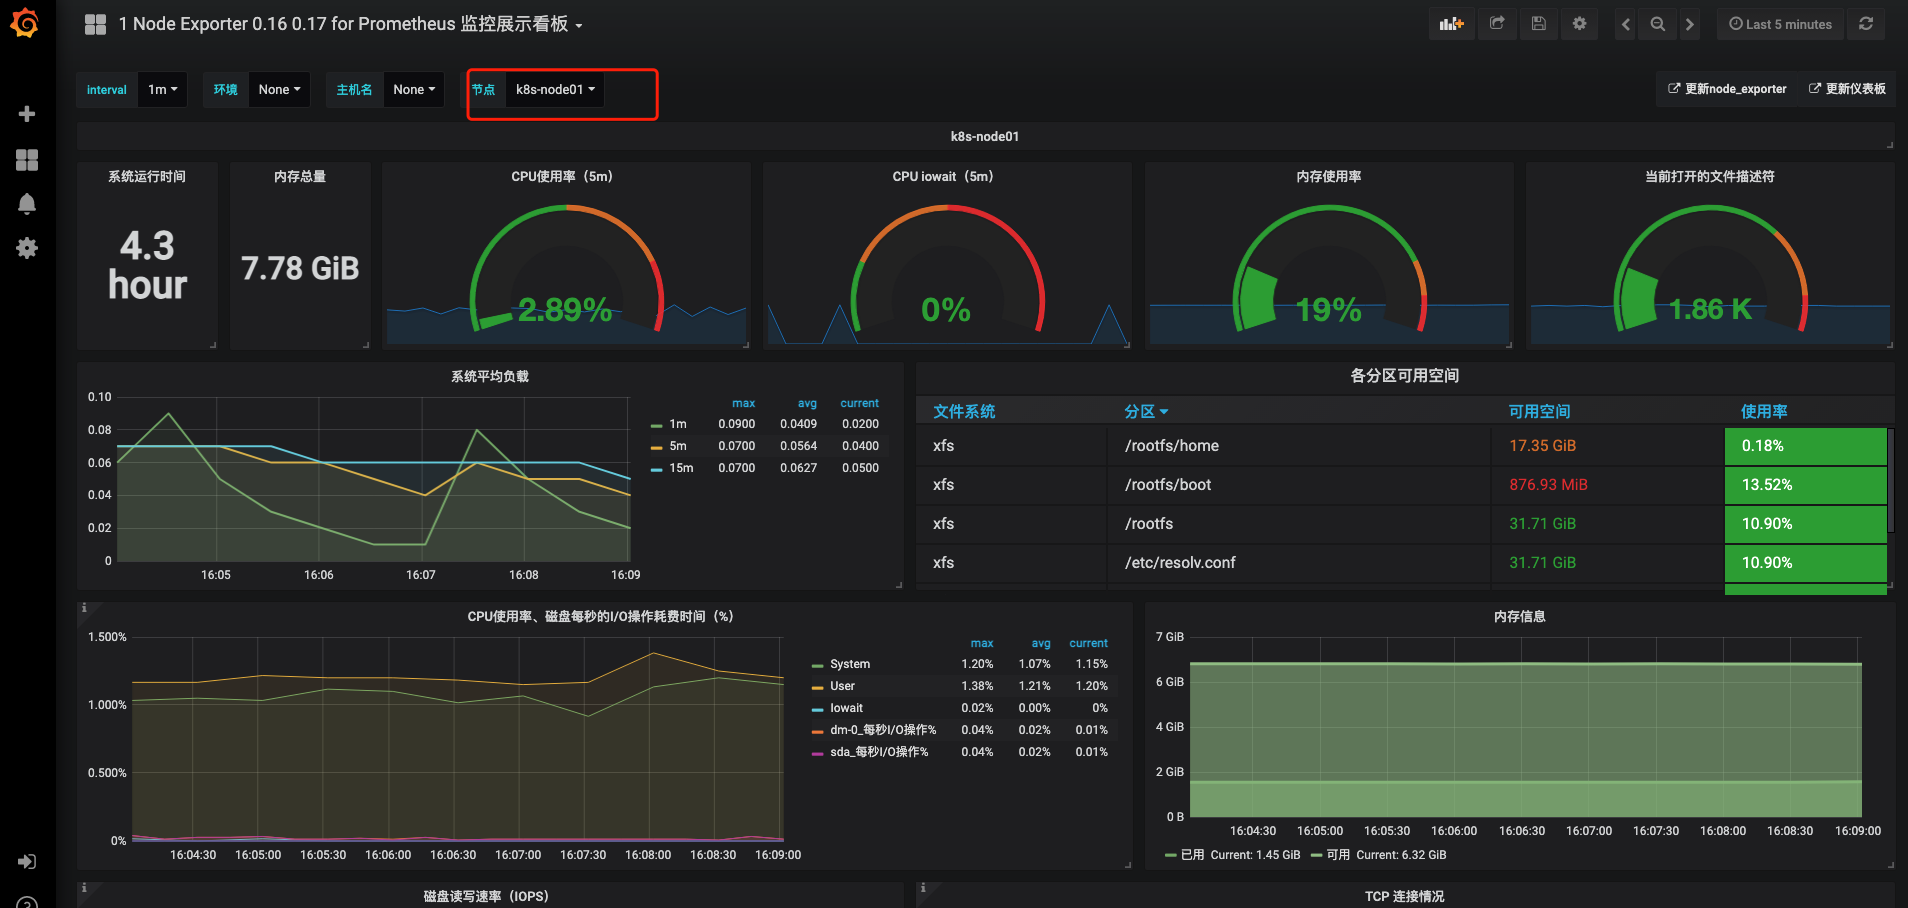 1 Node Exporter 0.16 0.17 for Prometheus 监控展示看板
Last 5 minutes
interval 1m 环境 None 主机名 None 节点 k8s-node01
更新node_exporter 更新仪表板
k8s-node01
系统运行时间
4.3
hour
内存总量
7.78 GiB
CPU使用率（5m）
2.89%
CPU iowait（5m）
0%
内存使用率
19%
当前打开的文件描述符
1.86 K
系统平均负载
0.10
0.08
0.06
0.04
0.02
0
16:05 16:06 16:07 16:08 16:09
max avg current
1m 0.0900 0.0409 0.0200
5m 0.0700 0.0564 0.0400
15m 0.0700 0.0627 0.0500
各分区可用空间
文件系统 分区 可用空间 使用率
xfs /rootfs/home 17.35 GiB 0.18%
xfs /rootfs/boot 876.93 MiB 13.52%
xfs /rootfs 31.71 GiB 10.90%
xfs /etc/resolv.conf 31.71 GiB 10.90%
CPU使用率、磁盘每秒的I/O操作耗费时间（%）
1.500%
1.000%
0.500%
0%
16:04:30 16:05:00 16:05:30 16:06:00 16:06:30 16:07:00 16:07:30 16:08:00 16:08:30 16:09:00
max avg current
System 1.20% 1.07% 1.15%
User 1.38% 1.21% 1.20%
Iowait 0.02% 0.00% 0%
dm-0_每秒I/O操作% 0.04% 0.02% 0.01%
sda_每秒I/O操作% 0.04% 0.02% 0.01%
内存信息
7 GiB
6 GiB
4 GiB
2 GiB
0 B
16:04:30 16:05:00 16:05:30 16:06:00 16:06:30 16:07:00 16:07:30 16:08:00 16:08:30 16:09:00
已用 Current: 1.45 GiB 可用 Current: 6.32 GiB
磁盘读写速率（IOPS）
TCP 连接情况